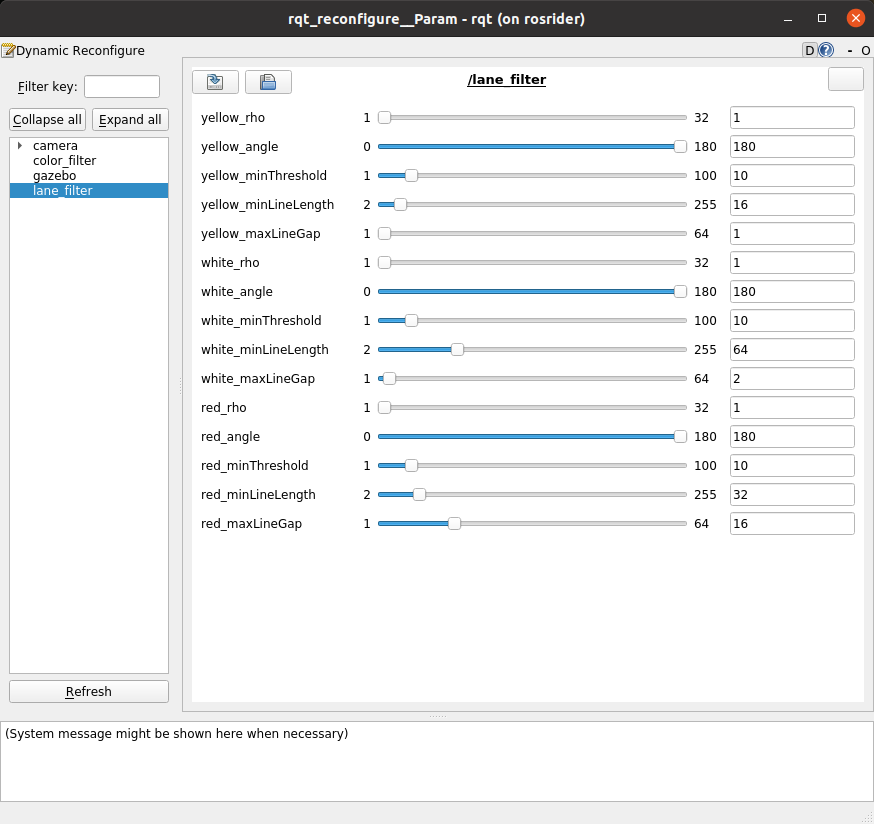 rqt_reconfigure__Param - rqt (on rosrider)
Dynamic Reconfigure D ? - O
Filter key:
Collapse all Expand all
camera
color_filter
gazebo
lane_filter
Refresh
/lane_filter
yellow_rho 1 32 1
yellow_angle 0 180 180
yellow_minThreshold 1 100 10
yellow_minLineLength 2 255 16
yellow_maxLineGap 1 64 1
white_rho 1 32 1
white_angle 0 180 180
white_minThreshold 1 100 10
white_minLineLength 2 255 64
white_maxLineGap 1 64 2
red_rho 1 32 1
red_angle 0 180 180
red_minThreshold 1 100 10
red_minLineLength 2 255 32
red_maxLineGap 1 64 16
(System message might be shown here when necessary)